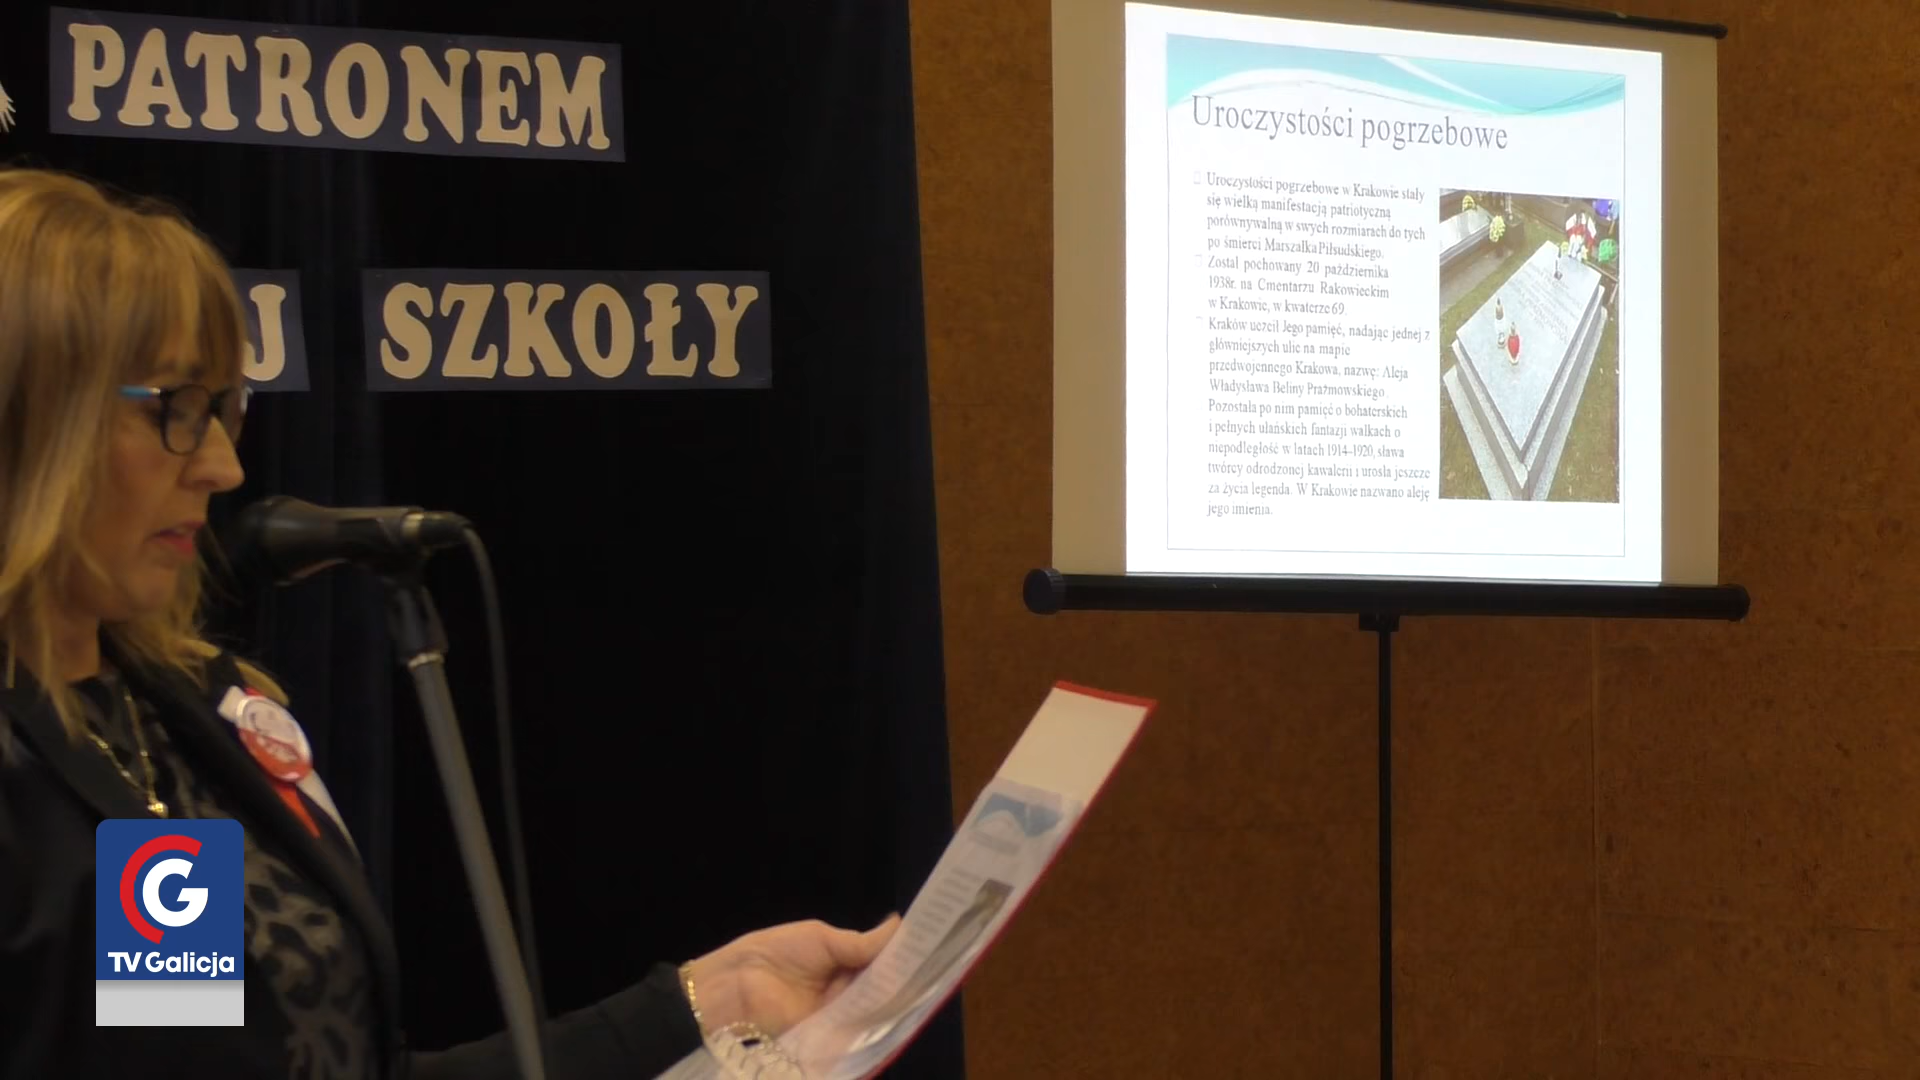 PATRONEM
J SZKOŁY
Uroczystości pogrzebowe
Uroczystości pogrzebowe w Krakowie stały
się wielką manifestacją patriotyczną
porównywalną w swych rozmiarach do tych
po śmierci Marszałka Piłsudskiego.
Został pochowany 20 października
1938r. na Cmentarzu Rakowieckim
w Krakowie, w kwaterze 69.
Kraków uczcił Jego pamięć, nadając jednej z
główniejszych ulic na mapie
przedwojennego Krakowa, nazwę: Aleja
Władysława Beliny Prażmowskiego.
Pozostała po nim pamięć o bohaterskich
i pełnych ułańskich fantazji walkach o
niepodległość w latach 1914-1920, sława
twórcy odrodzonej kawalerii i urosła jeszcze
za życia legenda. W Krakowie nazwano aleję
jego imienia.
G
TV Galicja